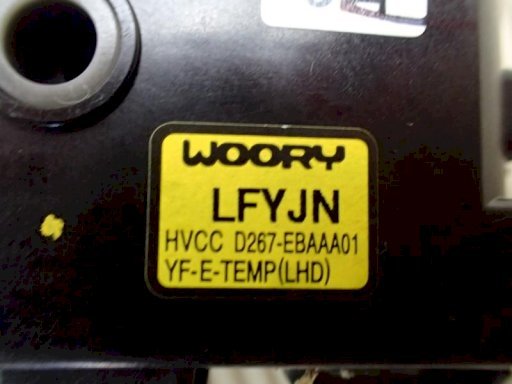 WOORY
LFYJN
HVCC D267-EBAAA01
YF-E-TEMP(LHD)